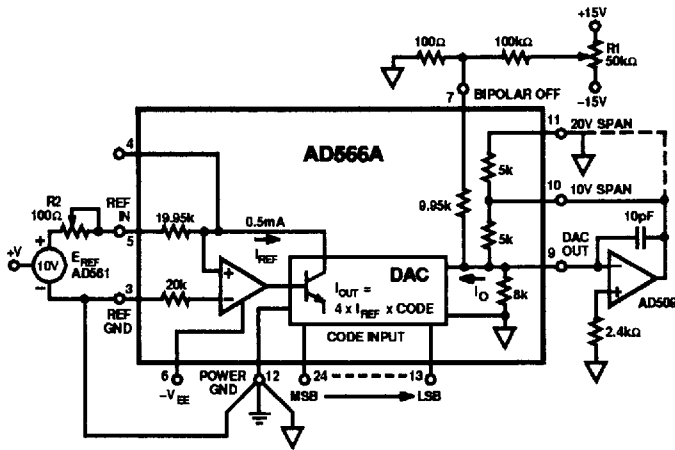 +15V
100Ω
100kΩ
R1
50kΩ
–15V
7
BIPOLAR OFF
11
20V SPAN
4
AD566A
5k
10
10V SPAN
R2
100Ω
REF
IN
19.95k
0.5mA
9.95k
10pF
5
IREF
5k
DAC
OUT
+V
+
10V
EREF
AD561
–
+
–
DAC
9
–
+
AD509
20k
IOUT =
4 x IREF x CODE
IO
8k
3
REF
GND
CODE INPUT
2.4kΩ
6
–VEE
POWER
GND
12
MSB
24
13
LSB